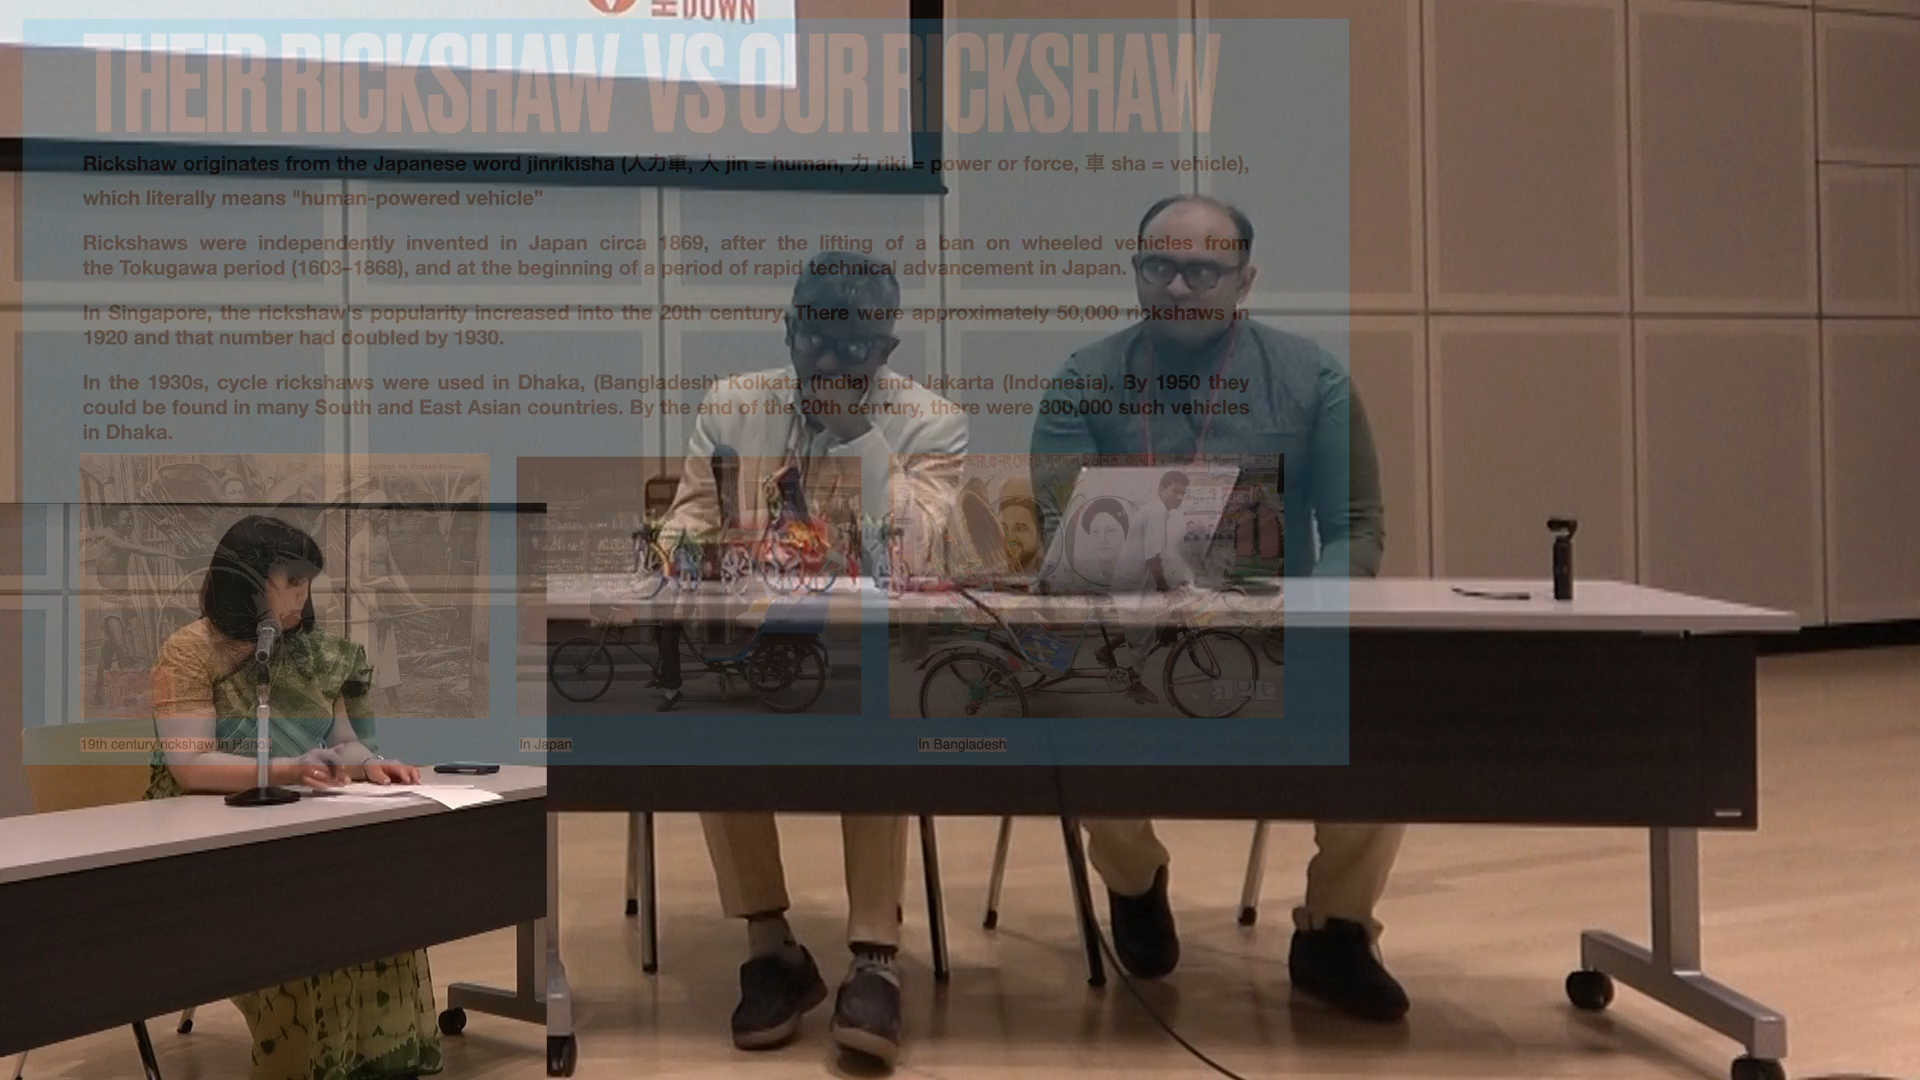 DOWN
THEIR RICKSHAW VS OUR RICKSHAW
Rickshaw originates from the Japanese word jinrikisha (人力車, 人 jin = human, 力 riki = power or force, 車 sha = vehicle),
which literally means "human-powered vehicle”
Rickshaws were independently invented in Japan circa 1869, after the lifting of a ban on wheeled vehicles from
the Tokugawa period (1603–1868), and at the beginning of a period of rapid technical advancement in Japan.
In Singapore, the rickshaw's popularity increased into the 20th century. There were approximately 50,000 rickshaws in
1920 and that number had doubled by 1930.
In the 1930s, cycle rickshaws were used in Dhaka, (Bangladesh) Kolkata (India) and Jakarta (Indonesia). By 1950 they
could be found in many South and East Asian countries. By the end of the 20th century, there were 300,000 such vehicles
in Dhaka.
19th century rickshaw in Hanoi.
In Japan
In Bangladesh